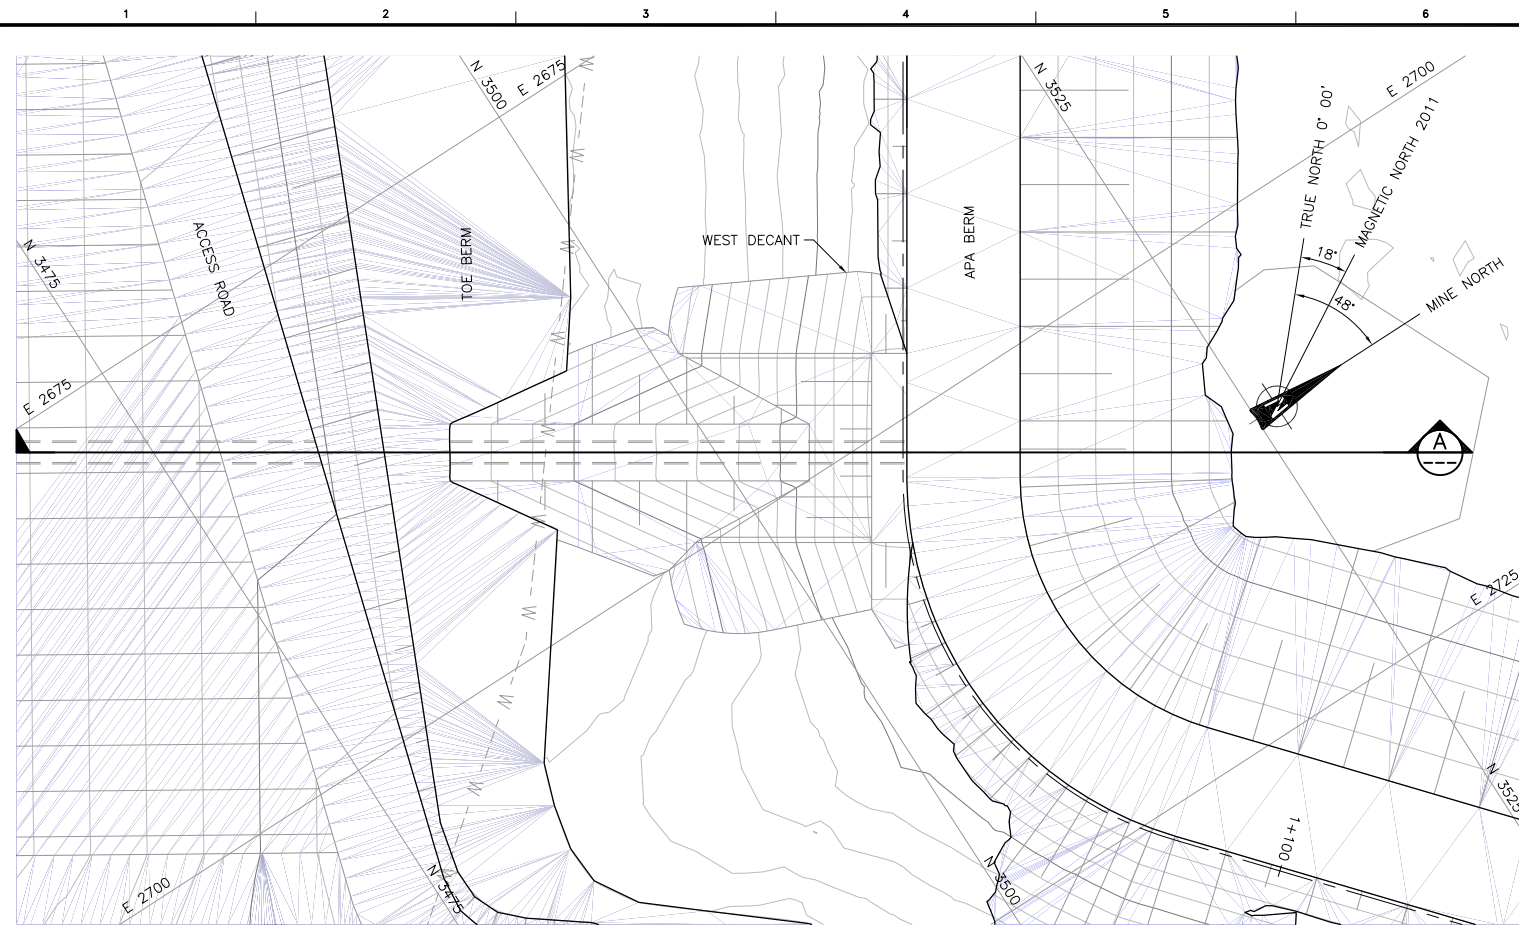 1 2 3 4 5 6
N 3500
E 2675
W
N 3525
E 2700
TRUE NORTH 0° 00'
MAGNETIC NORTH 2011
W
ACCESS ROAD
TOE BERM
W
WEST DECANT
APA BERM
18°
48°
MINE NORTH
N 3475
W
E 2675
W
A
W
W
E 2725
W
W
N 3525
1+100
N 3475
N 3500
E 2700